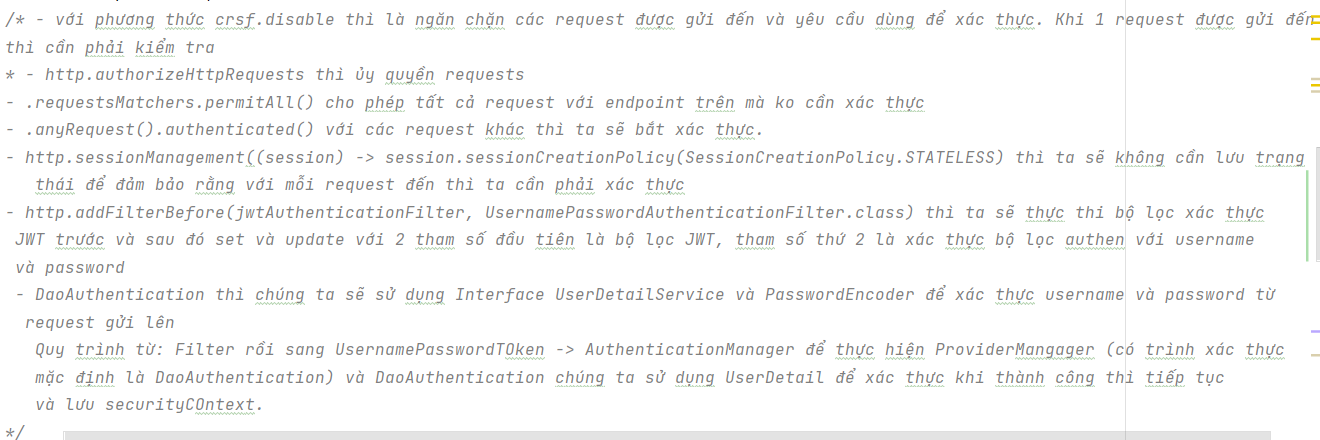 /* - với phương thức crsf.disable thì là ngăn chặn các request được gửi đến và yêu cầu dùng để xác thực. Khi 1 request được gửi đến
thì cần phải kiểm tra
* - http.authorizeHttpRequests thì ủy quyền requests
- .requestsMatchers.permitAll() cho phép tất cả request với endpoint trên mà ko cần xác thực
- .anyRequest().authenticated() với các request khác thì ta sẽ bắt xác thực.
- http.sessionManagement((session) -> session.sessionCreationPolicy(SessionCreationPolicy.STATELESS) thì ta sẽ không cần lưu trạng
thái để đảm bảo rằng với mỗi request đến thì ta cần phải xác thực
- http.addFilterBefore(jwtAuthenticationFilter, UsernamePasswordAuthenticationFilter.class) thì ta sẽ thực thi bộ lọc xác thực
JWT trước và sau đó set và update với 2 tham số đầu tiên là bộ lọc JWT, tham số thứ 2 là xác thực bộ lọc authen với username
và password
- DaoAuthentication thì chúng ta sẽ sử dụng Interface UserDetailService và PasswordEncoder để xác thực username và password từ
request gửi lên
Quy trình từ: Filter rồi sang UsernamePasswordTOken -> AuthenticationManager để thực hiện ProviderMangager (có trình xác thực
mặc định là DaoAuthentication) và DaoAuthentication chúng ta sử dụng UserDetail để xác thực khi thành công thì tiếp tục
và lưu securityCOntext.
*/